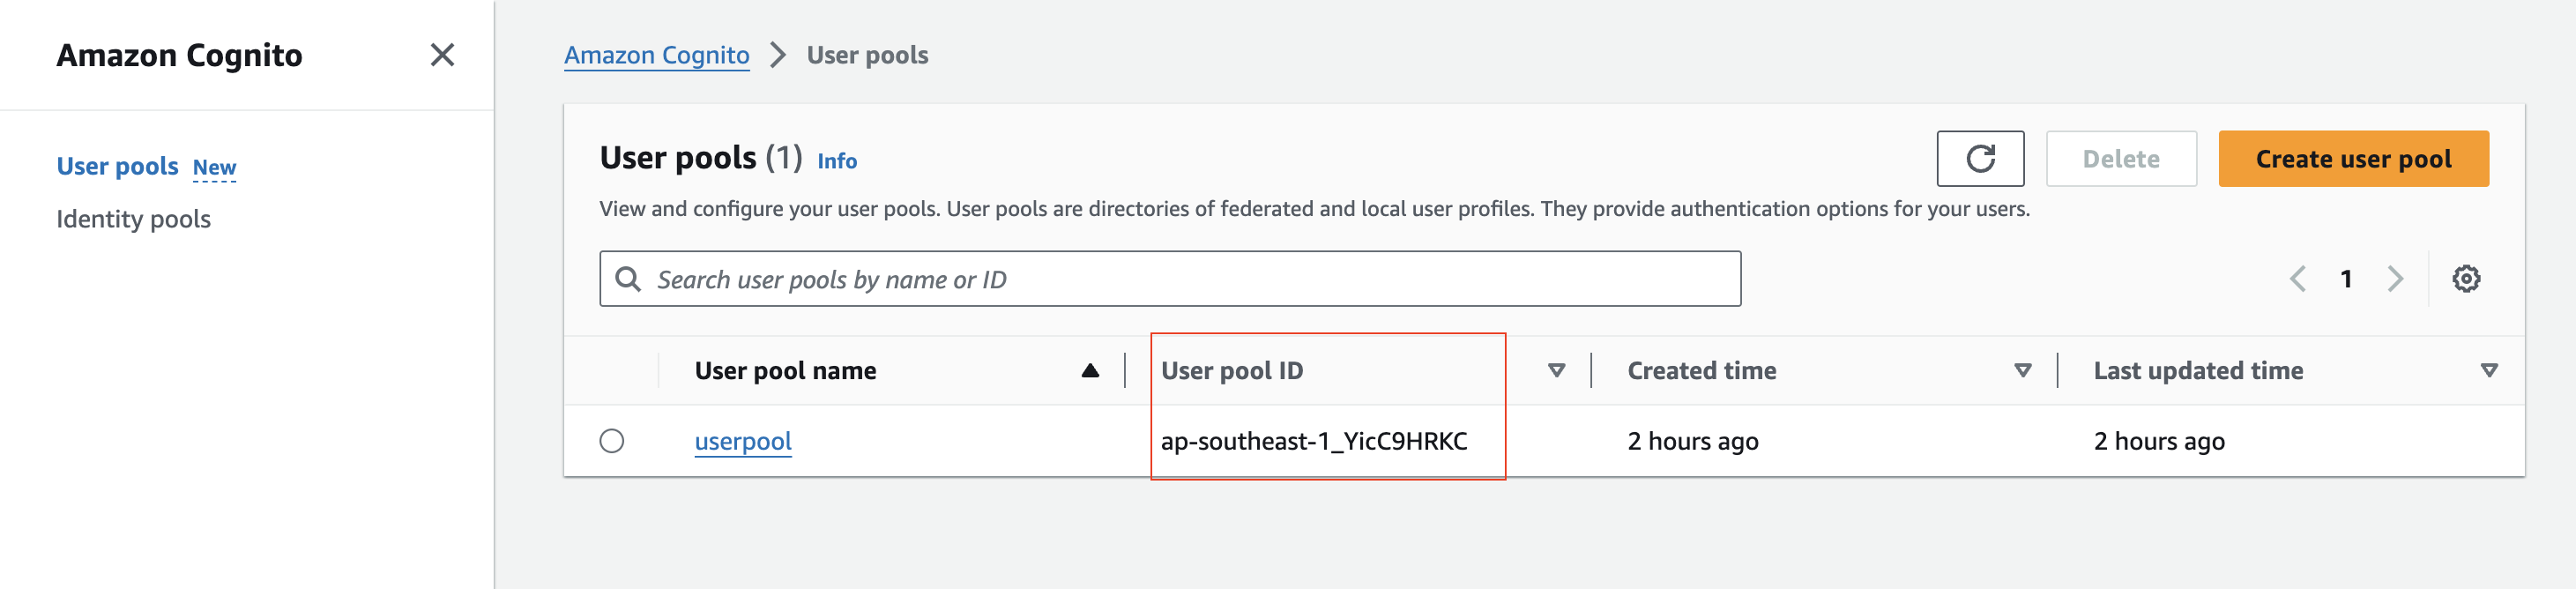 Amazon Cognito
User pools New
Identity pools
Amazon Cognito User pools
User pools (1) Info
Delete
Create user pool
View and configure your user pools. User pools are directories of federated and local user profiles. They provide authentication options for your users.
Search user pools by name or ID
1
User pool name User pool ID Created time Last updated time
userpool ap-southeast-1_YicC9HRKC 2 hours ago 2 hours ago